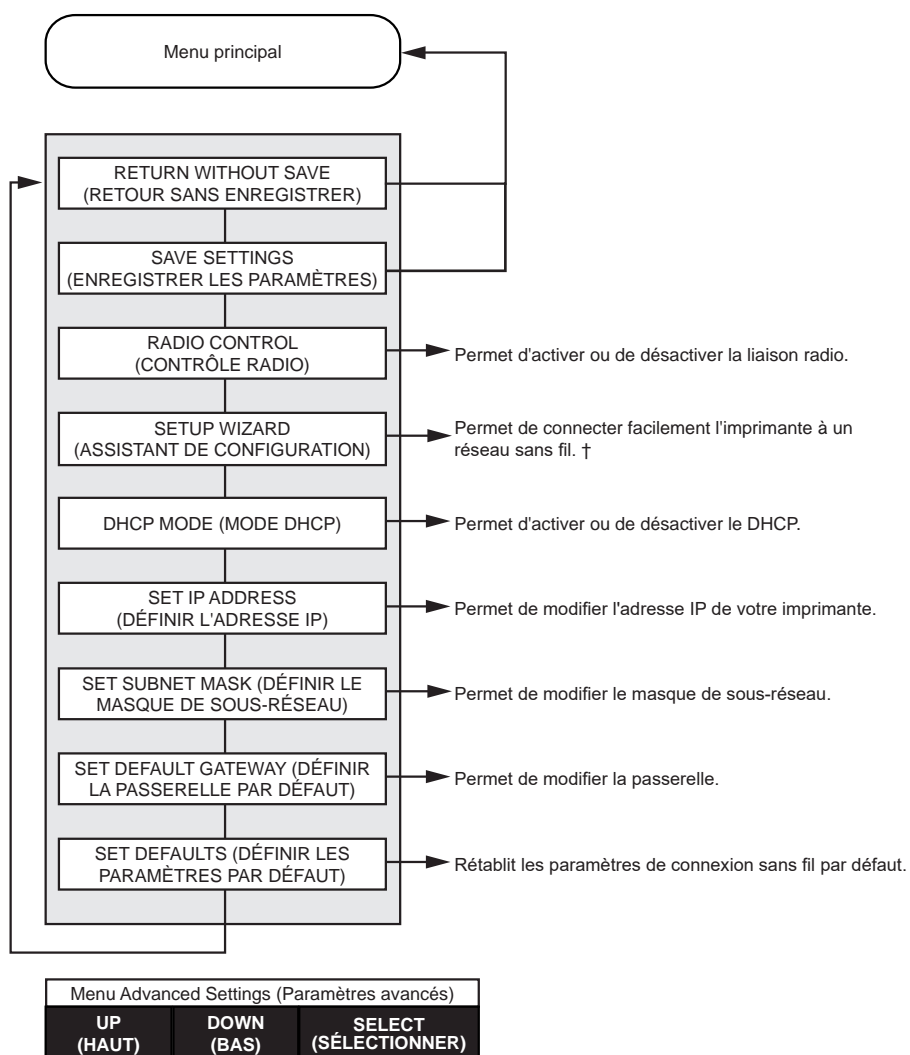 Menu principal
RETURN WITHOUT SAVE
(RETOUR SANS ENREGISTRER)
SAVE SETTINGS
(ENREGISTRER LES PARAMÈTRES)
RADIO CONTROL
(CONTRÔLE RADIO)
Permet d'activer ou de désactiver la liaison radio.
SETUP WIZARD
(ASSISTANT DE CONFIGURATION)
Permet de connecter facilement l'imprimante à un
réseau sans fil. †
DHCP MODE (MODE DHCP)
Permet d'activer ou de désactiver le DHCP.
SET IP ADDRESS
(DÉFINIR L'ADRESSE IP)
Permet de modifier l'adresse IP de votre imprimante.
SET SUBNET MASK (DÉFINIR LE
MASQUE DE SOUS-RÉSEAU)
Permet de modifier le masque de sous-réseau.
SET DEFAULT GATEWAY (DÉFINIR
LA PASSERELLE PAR DÉFAUT)
Permet de modifier la passerelle.
SET DEFAULTS (DÉFINIR LES
PARAMÈTRES PAR DÉFAUT)
Rétablit les paramètres de connexion sans fil par défaut.
Menu Advanced Settings (Paramètres avancés)
UP
(HAUT)
DOWN
(BAS)
SELECT
(SÉLECTIONNER)